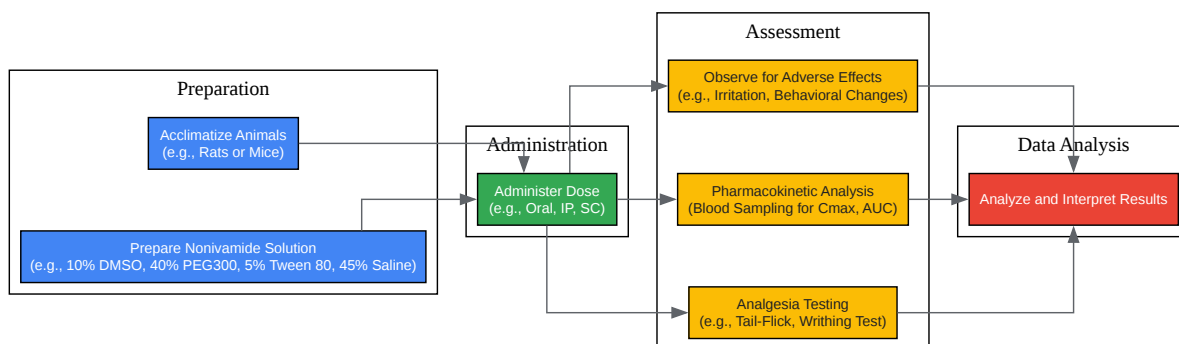 Preparation
Acclimatize Animals
(e.g., Rats or Mice)
Prepare Nonivamide Solution
(e.g., 10% DMSO, 40% PEG300, 5% Tween 80, 45% Saline)
Administration
Administer Dose
(e.g., Oral, IP, SC)
Assessment
Observe for Adverse Effects
(e.g., Irritation, Behavioral Changes)
Pharmacokinetic Analysis
(Blood Sampling for Cmax, AUC)
Analgesia Testing
(e.g., Tail-Flick, Writhing Test)
Data Analysis
Analyze and Interpret Results